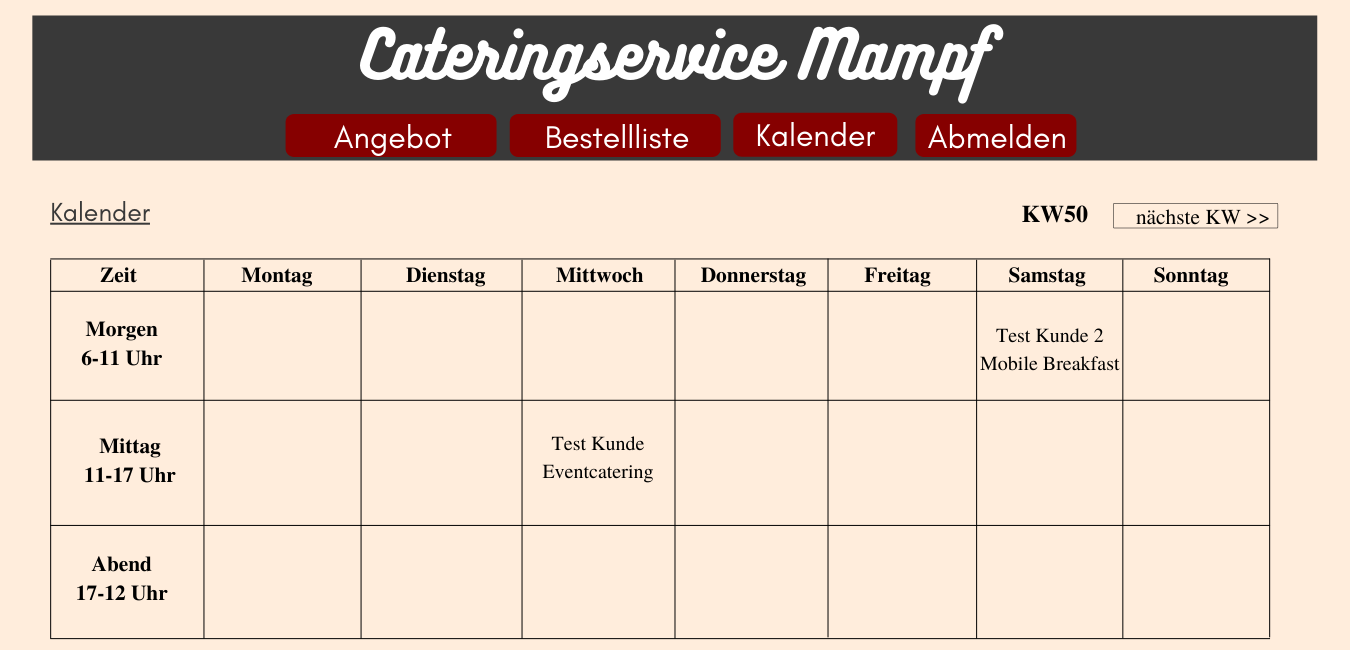 Cateringservice Mampf
Angebot Bestellliste Kalender Abmelden
Kalender KW50 nächste KW >>
Zeit Montag Dienstag Mittwoch Donnerstag Freitag Samstag Sonntag
Morgen
6-11 Uhr
Test Kunde 2
Mobile Breakfast
Mittag
11-17 Uhr
Test Kunde
Eventcatering
Abend
17-12 Uhr